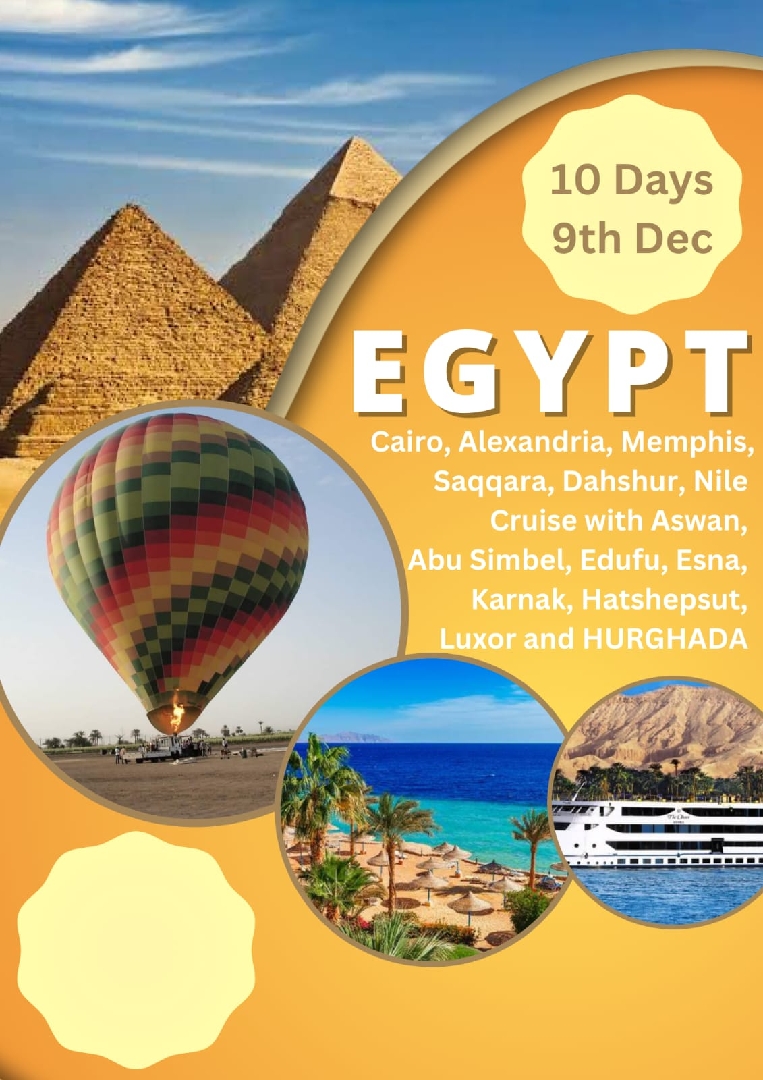 10 Days
9th Dec
EGYPT
Cairo, Alexandria, Memphis,
Saqqara, Dahshur, Nile
Cruise with Aswan,
Abu Simbel, Edufu, Esna,
Karnak, Hatshepsut,
Luxor and HURGHADA